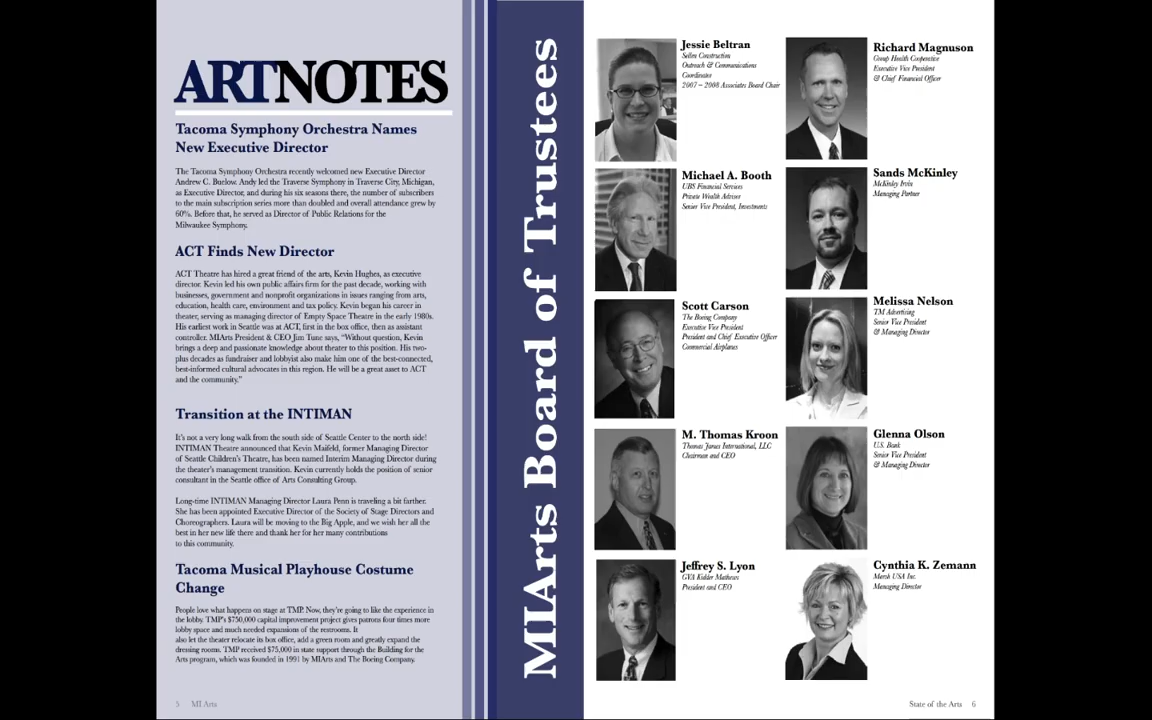 ARTNOTES
Tacoma Symphony Orchestra Names
New Executive Director
The Tacoma Symphony Orchestra recently welcomed new Executive Director
Andrew C. Buelow. Andy led the Traverse Symphony in Traverse City, Michigan,
as Executive Director, and during his six seasons there, the number of subscribers
to the main subscription series more than doubled and overall attendance grew by
60%. Before that, he served as Director of Public Relations for the
Milwaukee Symphony.
ACT Finds New Director
ACT Theatre has hired a great friend of the arts, Kevin Hughes, as executive
director. Kevin led his own public affairs firm for the past decade, working with
businesses, government and nonprofit organizations in issues ranging from arts,
education, health care, environment and tax policy. Kevin began his career in
theater, serving as managing director of Empty Space Theatre in the early 1980s.
His earliest work in Seattle was at ACT, first in the box office, then as assistant
controller. MIArts President & CEO Jim Tune says, “Without question, Kevin
brings a deep and passionate knowledge about theater to this position. His two-
plus decades as fundraiser and lobbyist also make him one of the best-connected,
best-informed cultural advocates in this region. He will be a great asset to ACT
and the community.”
Transition at the INTIMAN
It's not a very long walk from the south side of Seattle Center to the north side!
INTIMAN Theatre announced that Kevin Maifeld, former Managing Director
of Seattle Children's Theatre, has been named Interim Managing Director during
the theater's management transition. Kevin currently holds the position of senior
consultant in the Seattle office of Arts Consulting Group.
Long-time INTIMAN Managing Director Laura Penn is traveling a bit farther.
She has been appointed Executive Director of the Society of Stage Directors and
Choreographers. Laura will be moving to the Big Apple, and we wish her all the
best in her new life there and thank her for her many contributions
to this community.
Tacoma Musical Playhouse Costume
Change
People love what happens on stage at TMP. Now, they're going to like the experience in
the lobby. TMP's $750,000 capital improvement project gives patrons four times more
lobby space and much needed expansions of the restrooms. It
also let the theater relocate its box office, add a green room and greatly expand the
dressing rooms. TMP received $75,000 in state support through the Building for the
Arts program, which was founded in 1991 by MIArts and The Boeing Company.
5 MI Arts
MIArts Board of Trustees
Jessie Beltran
Sellen Construction
Outreach & Communications
Coordinator
2007 – 2008 Associates Board Chair
Michael A. Booth
UBS Financial Services
Private Wealth Advisor
Senior Vice President, Investments
Scott Carson
The Boeing Company
Executive Vice President
President and Chief Executive Officer
Commercial Airplanes
M. Thomas Kroon
Thomas James International, LLC
Chairman and CEO
Jeffrey S. Lyon
GVA Kidder Mathews
President and CEO
Richard Magnuson
Group Health Cooperative
Executive Vice President
& Chief Financial Officer
Sands McKinley
McKinley Irvin
Managing Partner
Melissa Nelson
TM Advertising
Senior Vice President
& Managing Director
Glenna Olson
U.S. Bank
Senior Vice President
& Managing Director
Cynthia K. Zemann
Marsh USA Inc.
Managing Director
State of the Arts 6